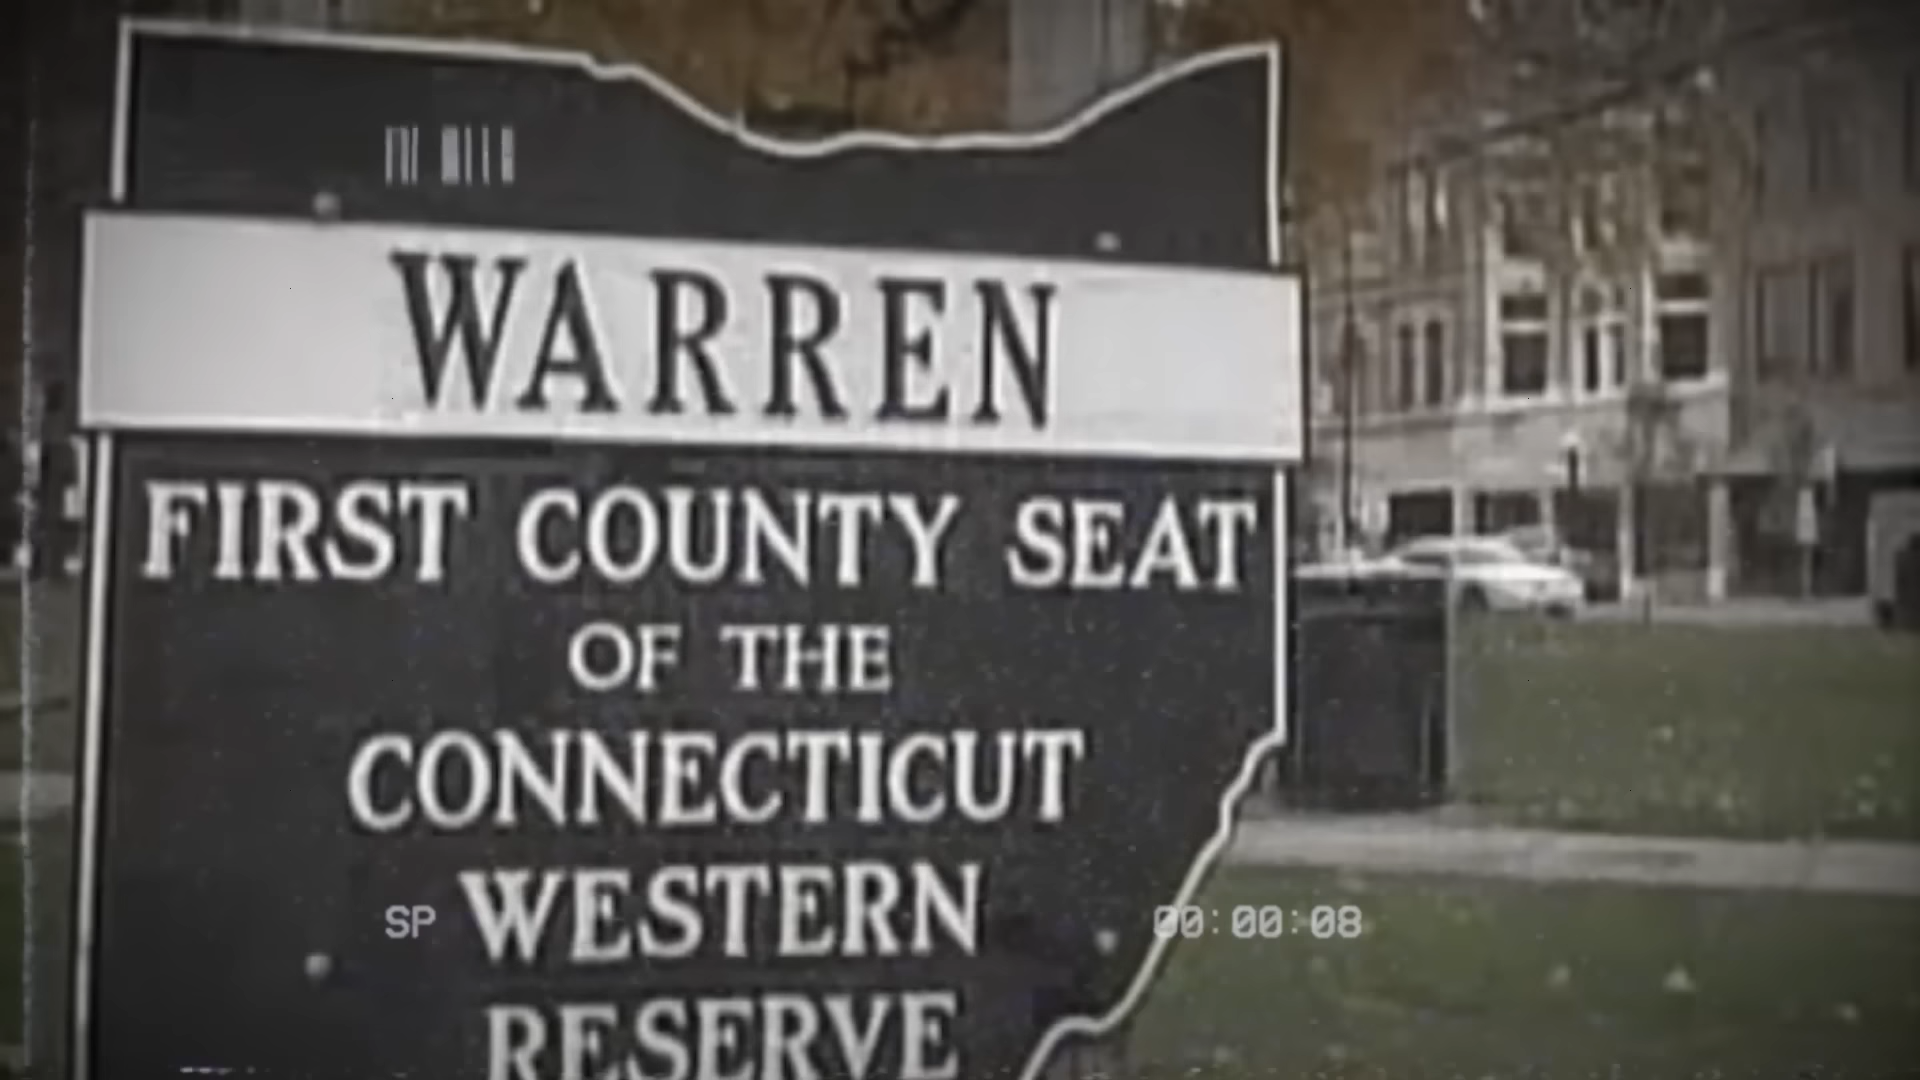 WARREN
FIRST COUNTY SEAT
OF THE
CONNECTICUT
WESTERN
SP 00:00:08
RESERVE